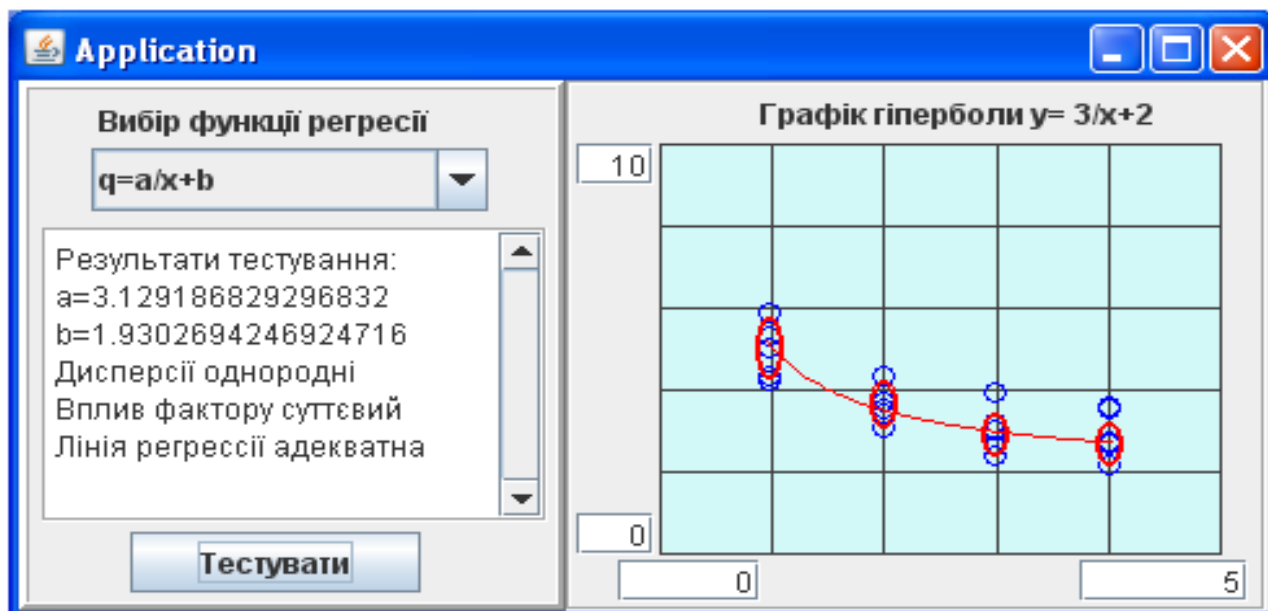 Application
Вибір функції регресії
q=a/x+b
Результати тестування:
a=3.129186829296832
b=1.9302694246924716
Дисперсії однородні
Вплив фактору суттєвий
Лінія регрессії адекватна
Тестувати
Графік гіперболи y= 3/x+2
10
0
0
5